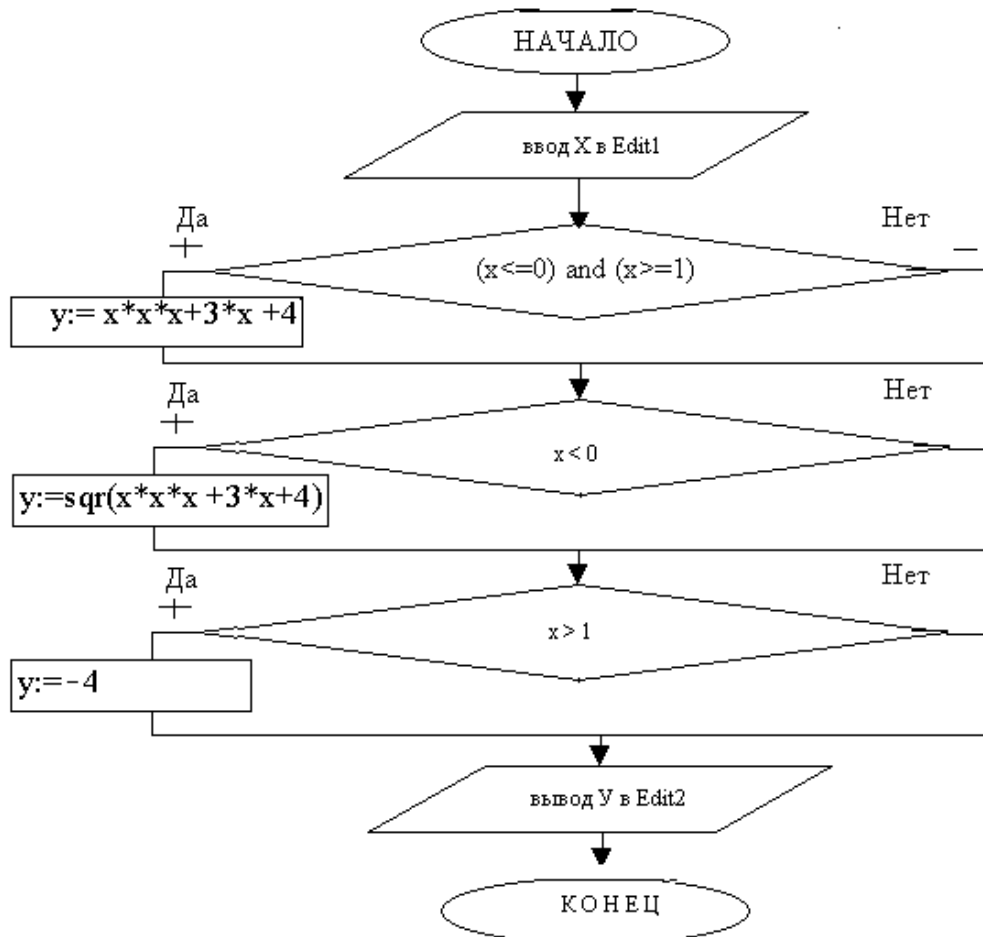 НАЧАЛО
ввод X в Edit1
Да
Нет
+
–
(x<=0) and (x>=1)
y:= x*x*x+3*x +4
Да
Нет
+
x < 0
y:=sqr(x*x*x +3*x+4)
Да
Нет
+
x > 1
y:=-4
вывод У в Edit2
К О Н Е Ц